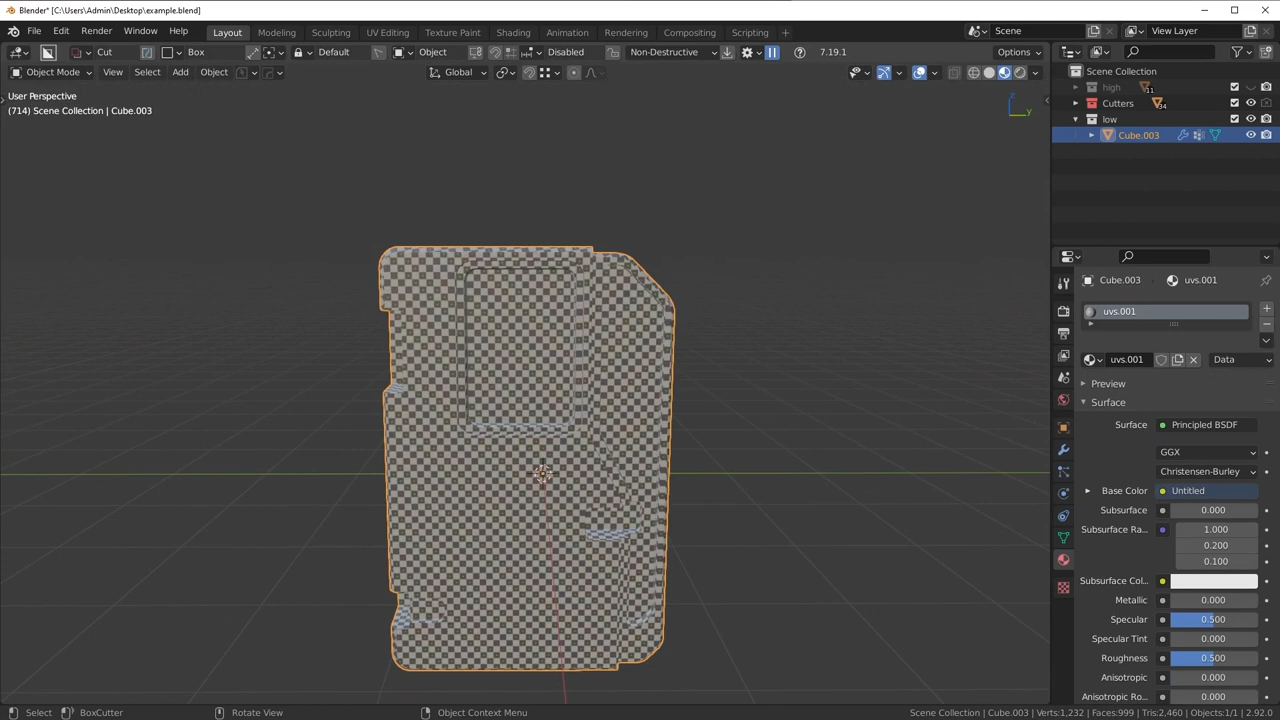 Blender* [C:\Users\Admin\Desktop\example.blend]
File Edit Render Window Help Layout Modeling Sculpting UV Editing Texture Paint Shading Animation Rendering Compositing Scripting + Scene View Layer
Cut Box Default Object Disabled Non-Destructive 7.19.1 Options
Object Mode View Select Add Object Global
User Perspective
(714) Scene Collection | Cube.003
Z
Y
Scene Collection
high 11
Cutters 34
low
Cube.003
Cube.003 uvs.001
uvs.001
uvs.001 Data
Preview
Surface
Surface Principled BSDF
GGX
Christensen-Burley
Base Color Untitled
Subsurface 0.000
Subsurface Ra... 1.000
0.200
0.100
Subsurface Col...
Metallic 0.000
Specular 0.500
Specular Tint 0.000
Roughness 0.500
Anisotropic 0.000
Anisotropic Ro... 0.000
Select BoxCutter Rotate View Object Context Menu Scene Collection | Cube.003 | Verts:1,232 | Faces:999 | Tris:2,460 | Objects:1/1 | 2.92.0